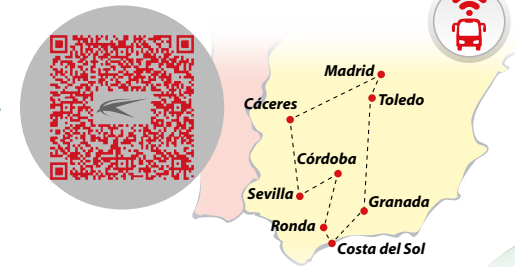 Madrid
Toledo
Cáceres
Córdoba
Sevilla
Granada
Ronda
Costa del Sol